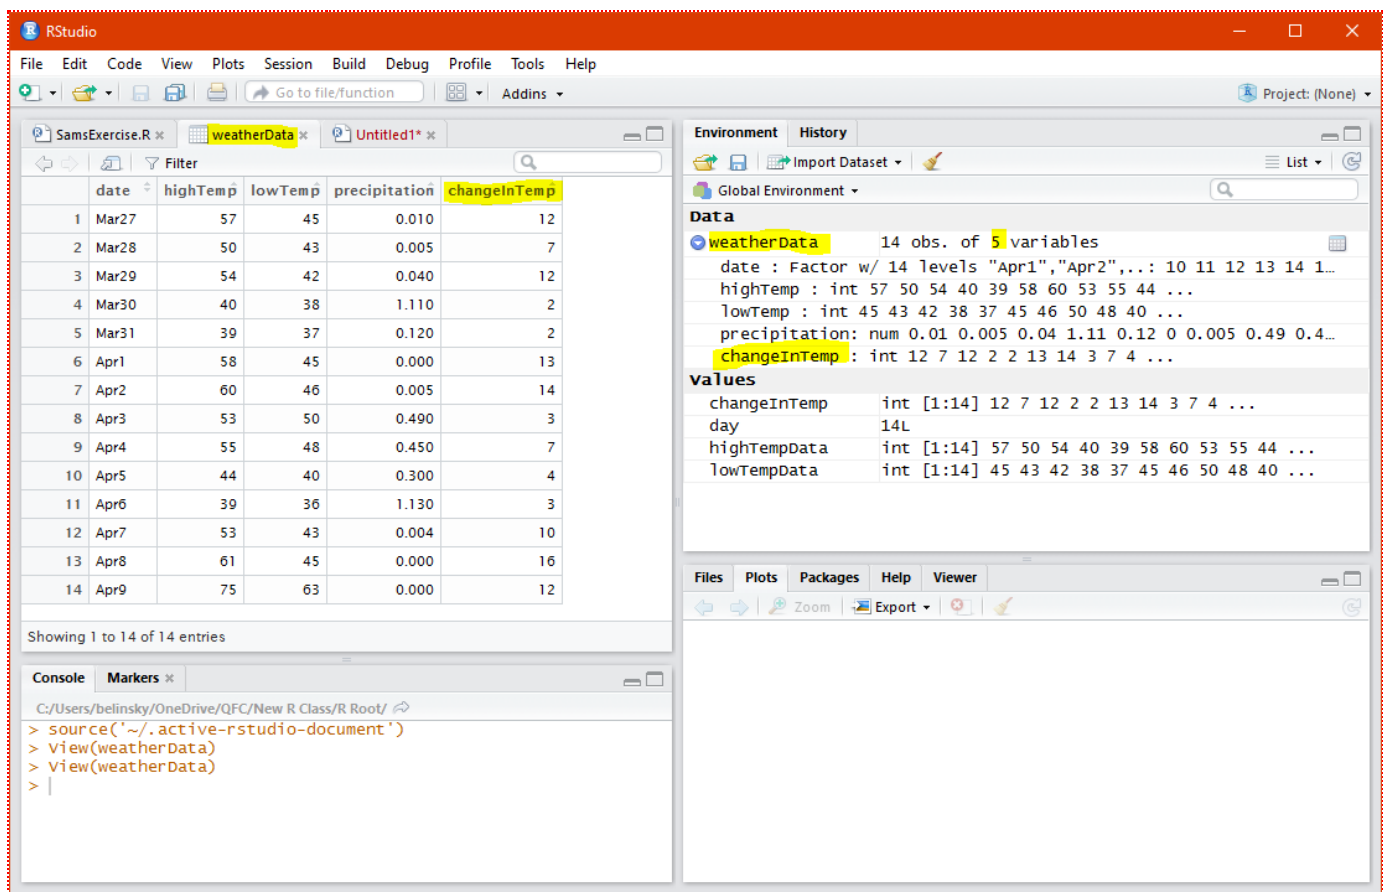 RStudio
File Edit Code View Plots Session Build Debug Profile Tools Help
Go to file/function Addins Project: (None)
SamsExercise.R weatherData Untitled1*
Filter
date highTemp lowTemp precipitation changeInTemp
1 Mar27 57 45 0.010 12
2 Mar28 50 43 0.005 7
3 Mar29 54 42 0.040 12
4 Mar30 40 38 1.110 2
5 Mar31 39 37 0.120 2
6 Apr1 58 45 0.000 13
7 Apr2 60 46 0.005 14
8 Apr3 53 50 0.490 3
9 Apr4 55 48 0.450 7
10 Apr5 44 40 0.300 4
11 Apr6 39 36 1.130 3
12 Apr7 53 43 0.004 10
13 Apr8 61 45 0.000 16
14 Apr9 75 63 0.000 12
Showing 1 to 14 of 14 entries
Console Markers
C:/Users/belinsky/OneDrive/QFC/New R Class/R Root/
> source('~/.active-rstudio-document')
> View(weatherData)
> View(weatherData)
>
Environment History
Import Dataset List
Global Environment
Data
weatherData 14 obs. of 5 variables
date : Factor w/ 14 levels "Apr1","Apr2",..: 10 11 12 13 14 1…
highTemp : int 57 50 54 40 39 58 60 53 55 44 ...
lowTemp : int 45 43 42 38 37 45 46 50 48 40 ...
precipitation: num 0.01 0.005 0.04 1.11 0.12 0 0.005 0.49 0.4…
changeInTemp : int 12 7 12 2 2 13 14 3 7 4 ...
Values
changeInTemp int [1:14] 12 7 12 2 2 13 14 3 7 4 ...
day 14L
highTempData int [1:14] 57 50 54 40 39 58 60 53 55 44 ...
lowTempData int [1:14] 45 43 42 38 37 45 46 50 48 40 ...
Files Plots Packages Help Viewer
Zoom Export